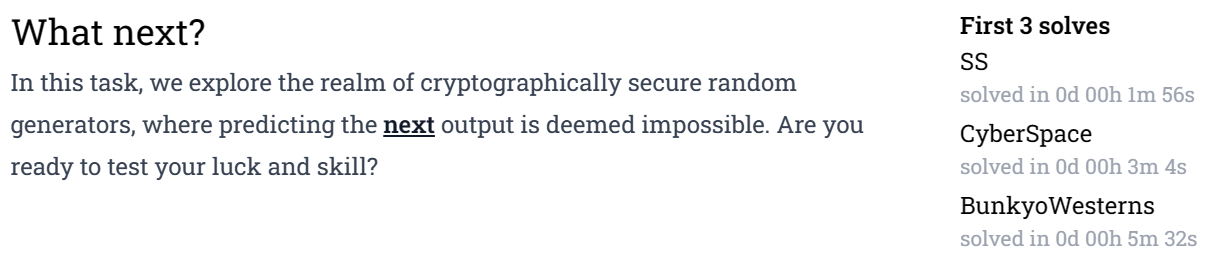 What next?
In this task, we explore the realm of cryptographically secure random
generators, where predicting the next output is deemed impossible. Are you
ready to test your luck and skill?
First 3 solves
SS
solved in 0d 00h 1m 56s
CyberSpace
solved in 0d 00h 3m 4s
BunkyoWesterns
solved in 0d 00h 5m 32s